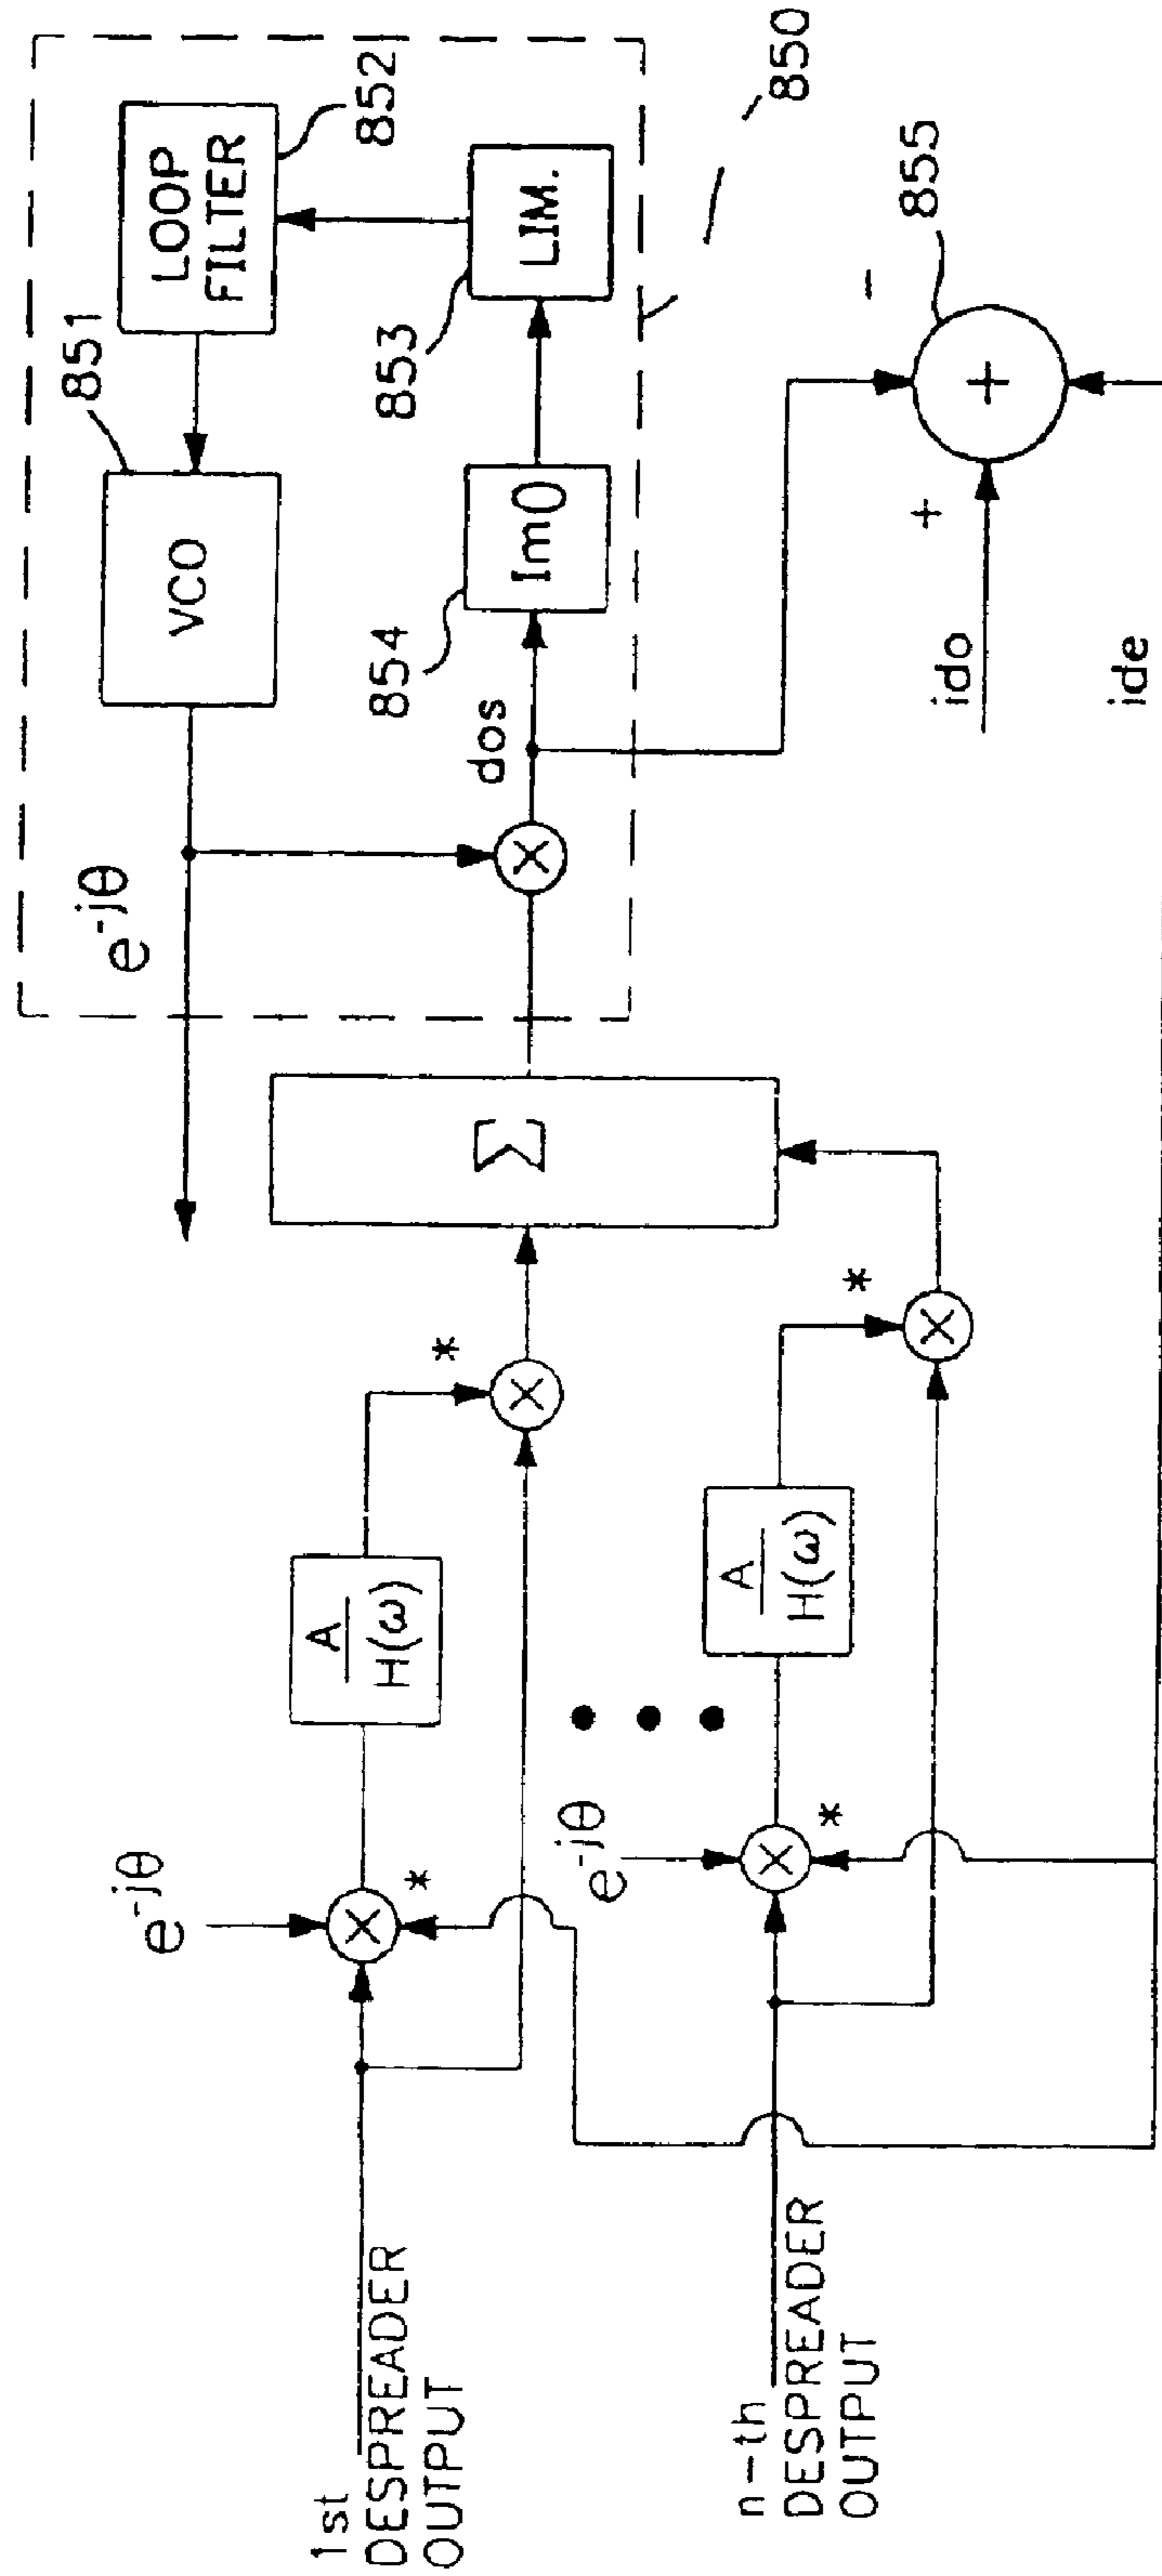 1st
DESPREADER
OUTPUT
n-th
DESPREADER
OUTPUT
e^-jθ
*
A
H(ω)
*
e^-jθ
*
A
H(ω)
*
Σ
e^-jθ
VCO
851
LOOP
FILTER
852
dos
854
Im()
853
LIM.
850
ido
+
+
-
855
ide